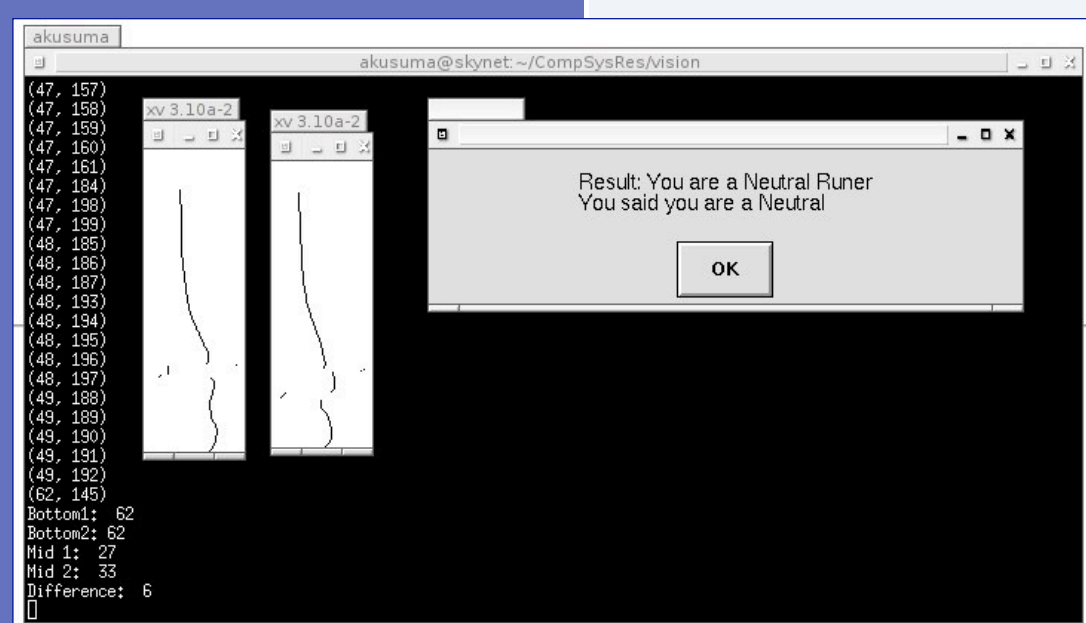 akusuma
akusuma@skynet:~/CompSysRes/vision
(47, 157)
(47, 158)
(47, 159)
(47, 160)
(47, 161)
(47, 184)
(47, 198)
(47, 199)
(48, 185)
(48, 186)
(48, 187)
(48, 193)
(48, 194)
(48, 195)
(48, 196)
(48, 197)
(49, 188)
(49, 189)
(49, 190)
(49, 191)
(49, 192)
(62, 145)
Bottom1:  62
Bottom2: 62
Mid 1:  27
Mid 2:  33
Difference:  6
xv 3.10a-2
xv 3.10a-2
Result: You are a Neutral Runer
You said you are a Neutral
OK